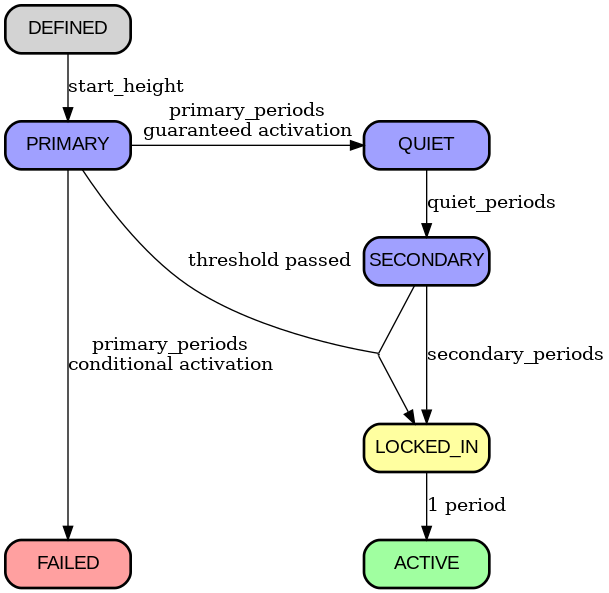 DEFINED
start_height
primary_periods
guaranteed activation
PRIMARY
QUIET
quiet_periods
threshold passed
SECONDARY
primary_periods
conditional activation
secondary_periods
LOCKED_IN
1 period
FAILED
ACTIVE